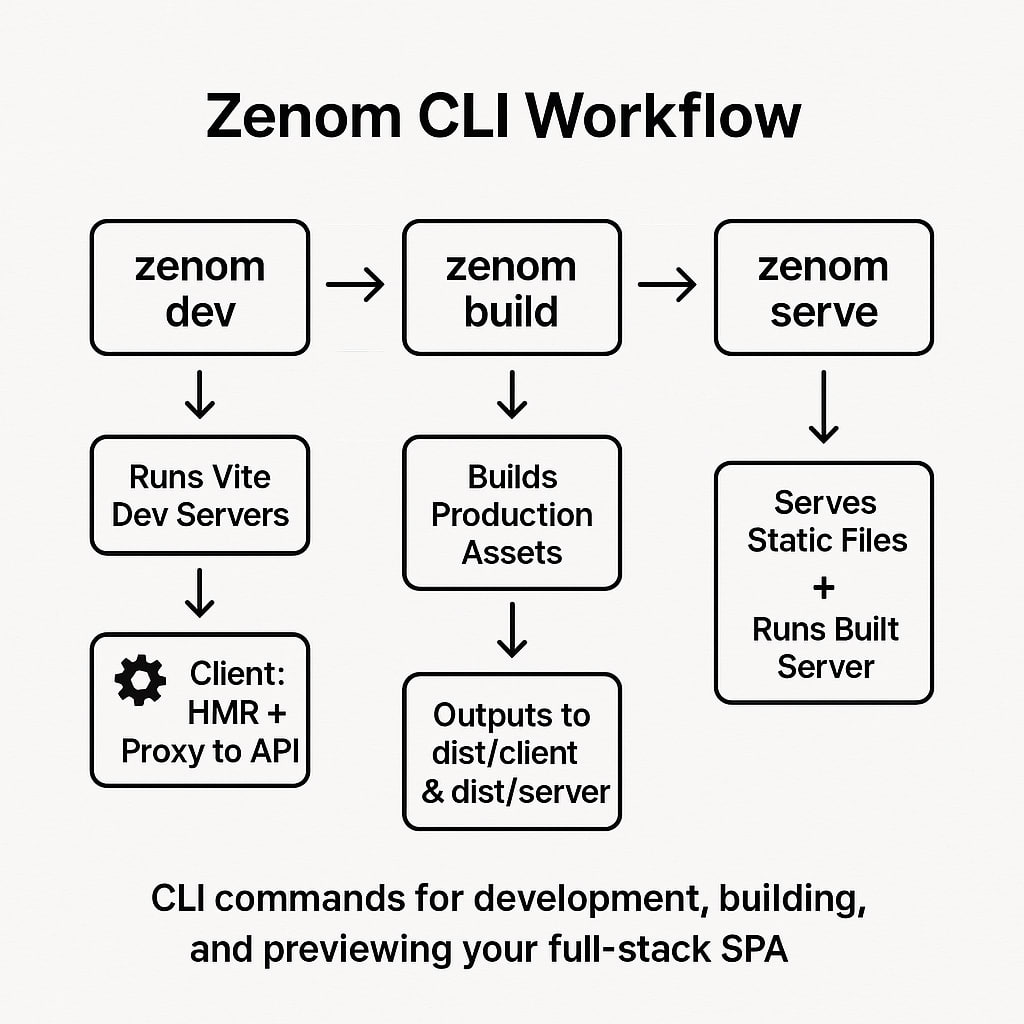 Zenom CLI Workflow
zenom
dev
zenom
build
zenom
serve
Runs Vite
Dev Servers
Builds
Production
Assets
Serves
Static Files
+
Runs Built
Server
Client:
HMR +
Proxy to API
Outputs to
dist/client
& dist/server
CLI commands for development, building,
and previewing your full-stack SPA